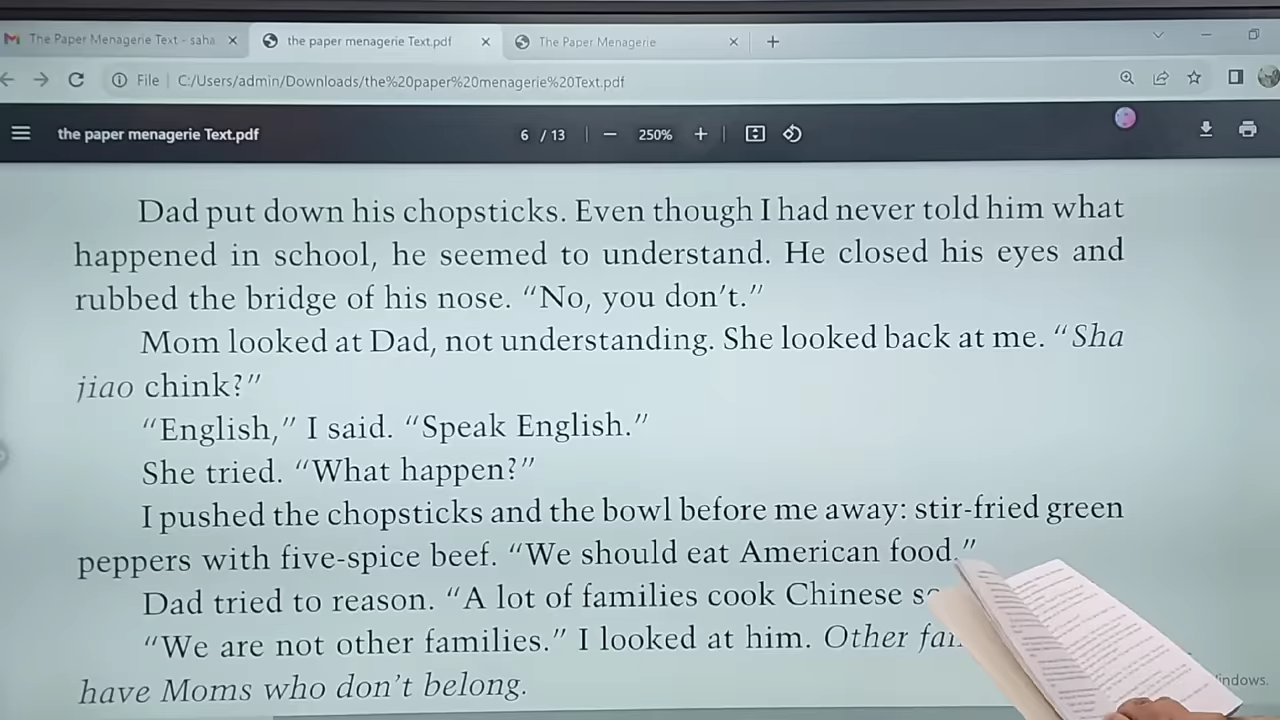 The Paper Menagerie Text - saha
the paper menagerie Text.pdf
The Paper Menagerie
File | C:/Users/admin/Downloads/the%20paper%20menagerie%20Text.pdf
the paper menagerie Text.pdf
6 / 13
250%
Dad put down his chopsticks. Even though I had never told him what
happened in school, he seemed to understand. He closed his eyes and
rubbed the bridge of his nose. “No, you don’t.”
Mom looked at Dad, not understanding. She looked back at me. “Sha
jiao chink?”
“English,” I said. “Speak English.”
She tried. “What happen?”
I pushed the chopsticks and the bowl before me away: stir-fried green
peppers with five-spice beef. “We should eat American food.”
Dad tried to reason. “A lot of families cook Chinese
“We are not other families.” I looked at him. Other
have Moms who don’t belong.
indows.